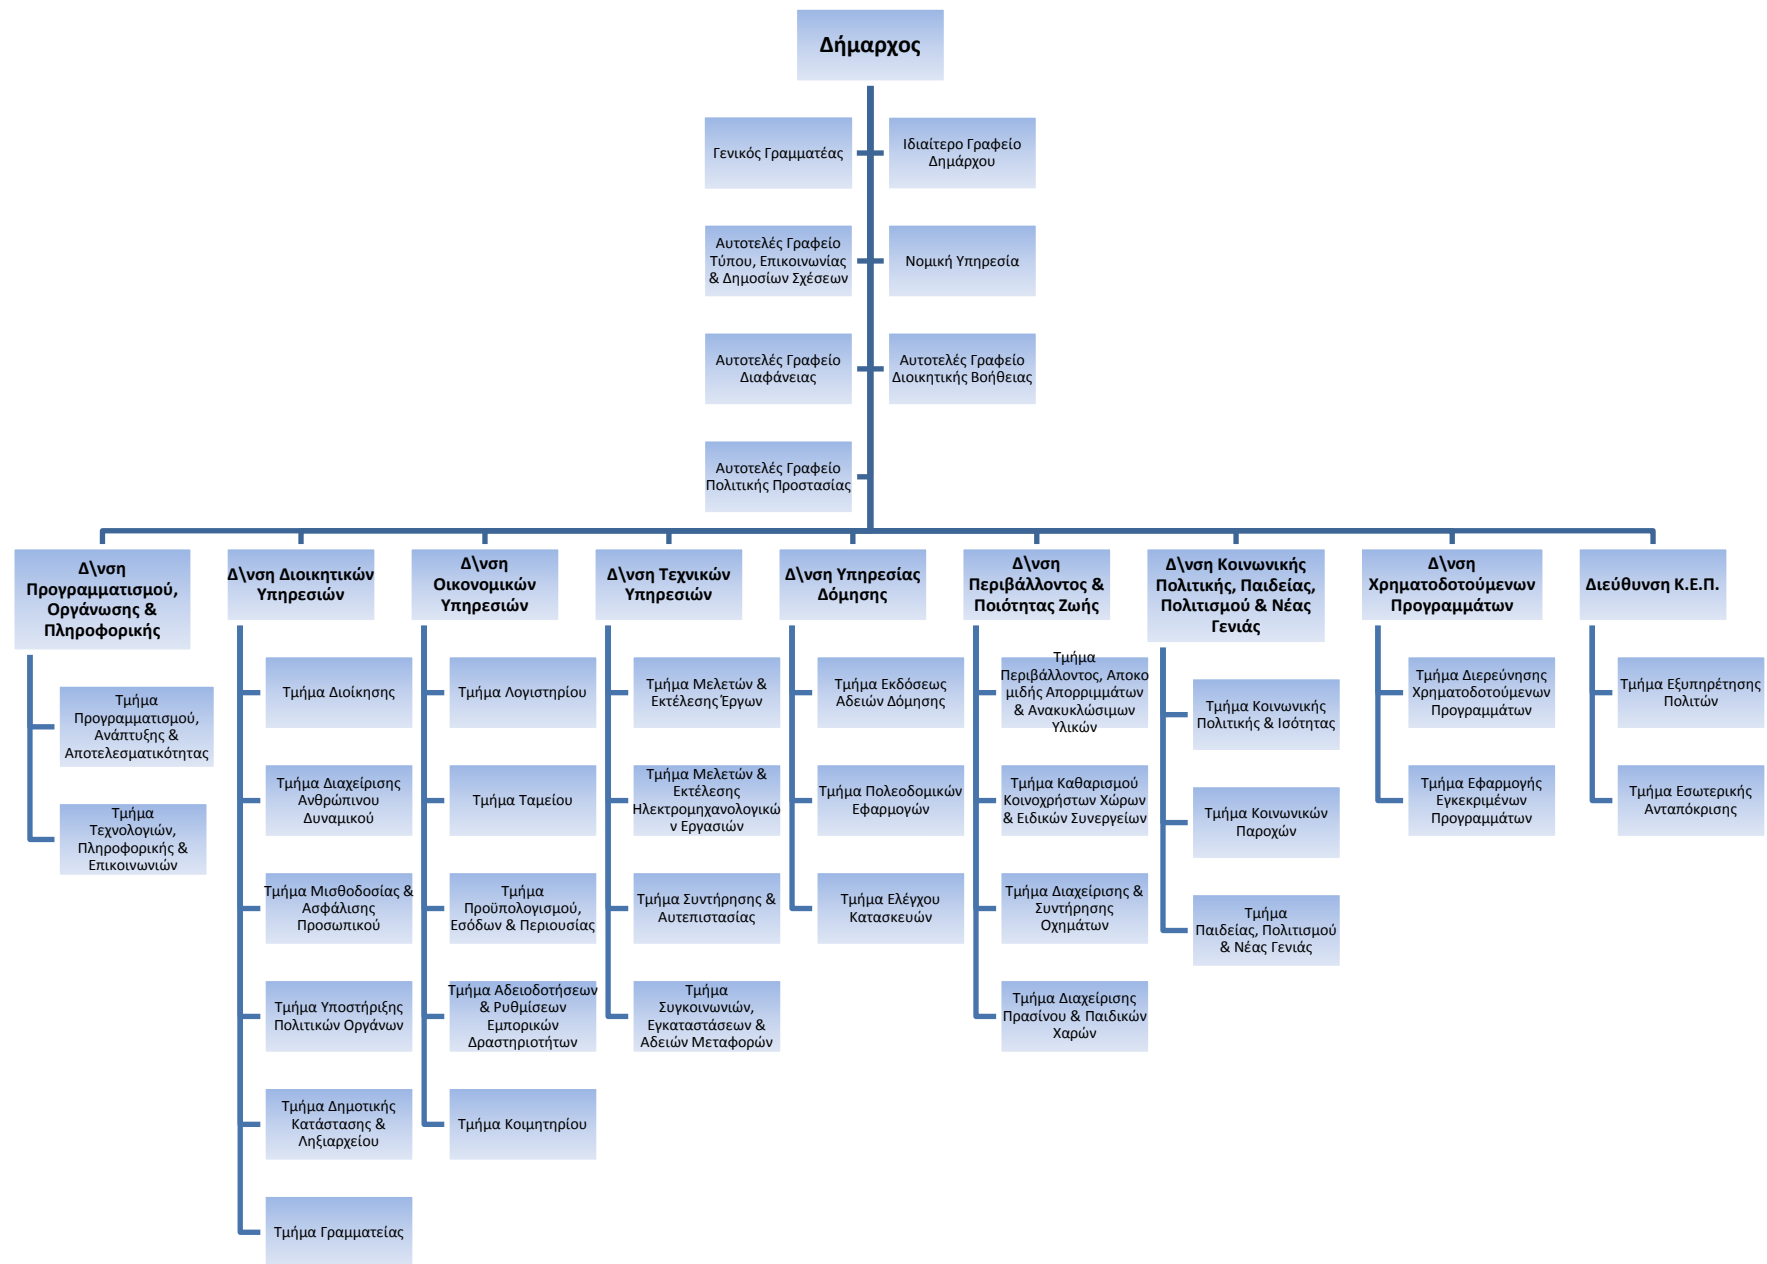 Δήμαρχος
Γενικός Γραμματέας
Ιδιαίτερο Γραφείο
Δημάρχου
Αυτοτελές Γραφείο
Τύπου, Επικοινωνίας
& Δημοσίων Σχέσεων
Νομική Υπηρεσία
Αυτοτελές Γραφείο
Διαφάνειας
Αυτοτελές Γραφείο
Διοικητικής Βοήθειας
Αυτοτελές Γραφείο
Πολιτικής Προστασίας
Δ\νση
Προγραμματισμού,
Οργάνωσης &
Πληροφορικής
Τμήμα
Προγραμματισμού,
Ανάπτυξης &
Αποτελεσματικότητας
Τμήμα
Τεχνολογιών,
Πληροφορικής &
Επικοινωνιών
Δ\νση Διοικητικών
Υπηρεσιών
Τμήμα Διοίκησης
Τμήμα Διαχείρισης
Ανθρώπινου
Δυναμικού
Τμήμα Μισθοδοσίας &
Ασφάλισης
Προσωπικού
Τμήμα Υποστήριξης
Πολιτικών Οργάνων
Τμήμα Δημοτικής
Κατάστασης &
Ληξιαρχείου
Τμήμα Γραμματείας
Δ\νση
Οικονομικών
Υπηρεσιών
Τμήμα Λογιστηρίου
Τμήμα Ταμείου
Τμήμα
Προϋπολογισμού,
Εσόδων & Περιουσίας
Τμήμα Αδειοδοτήσεων
& Ρυθμίσεων
Εμπορικών
Δραστηριοτήτων
Τμήμα Κοιμητηρίου
Δ\νση Τεχνικών
Υπηρεσιών
Τμήμα Μελετών &
Εκτέλεσης Έργων
Τμήμα Μελετών &
Εκτέλεσης
Ηλεκτρομηχανολογικώ
ν Εργασιών
Τμήμα Συντήρησης &
Αυτεπιστασίας
Τμήμα
Συγκοινωνιών,
Εγκαταστάσεων &
Αδειών Μεταφορών
Δ\νση Υπηρεσίας
Δόμησης
Τμήμα Εκδόσεως
Αδειών Δόμησης
Τμήμα Πολεοδομικών
Εφαρμογών
Τμήμα Ελέγχου
Κατασκευών
Δ\νση
Περιβάλλοντος &
Ποιότητας Ζωής
Τμήμα
Περιβάλλοντος, Αποκο
μιδής Απορριμμάτων
& Ανακυκλώσιμων
Υλικών
Τμήμα Καθαρισμού
Κοινοχρήστων Χώρων
& Ειδικών Συνεργείων
Τμήμα Διαχείρισης &
Συντήρησης
Οχημάτων
Τμήμα Διαχείρισης
Πρασίνου & Παιδικών
Χαρών
Δ\νση Κοινωνικής
Πολιτικής, Παιδείας,
Πολιτισμού & Νέας
Γενιάς
Τμήμα Κοινωνικής
Πολιτικής & Ισότητας
Τμήμα Κοινωνικών
Παροχών
Τμήμα
Παιδείας, Πολιτισμού
& Νέας Γενιάς
Δ\νση
Χρηματοδοτούμενων
Προγραμμάτων
Τμήμα Διερεύνησης
Χρηματοδοτούμενων
Προγραμμάτων
Τμήμα Εφαρμογής
Εγκεκριμένων
Προγραμμάτων
Διεύθυνση Κ.Ε.Π.
Τμήμα Εξυπηρέτησης
Πολιτών
Τμήμα Εσωτερικής
Ανταπόκρισης